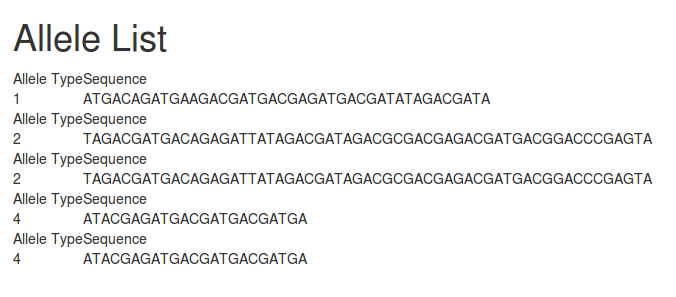 Allele List
Allele TypeSequence
1 ATGACAGATGAAGACGATGACGAGATGACGATATAGACGATA
Allele TypeSequence
2 TAGACGATGACAGAGATTATAGACGATAGACGCGACGAGACGATGACGGACCCGAGTA
Allele TypeSequence
2 TAGACGATGACAGAGATTATAGACGATAGACGCGACGAGACGATGACGGACCCGAGTA
Allele TypeSequence
4 ATACGAGATGACGATGACGATGA
Allele TypeSequence
4 ATACGAGATGACGATGACGATGA